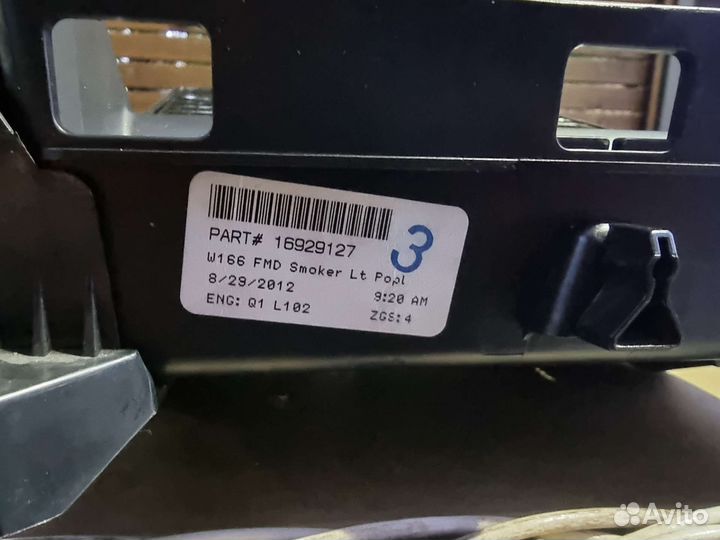 PART# 16929127
3
W166 FMD Smoker Lt Popl
8/29/2012 9:20 AM
ENG: Q1 L102 ZGS:4
Avito